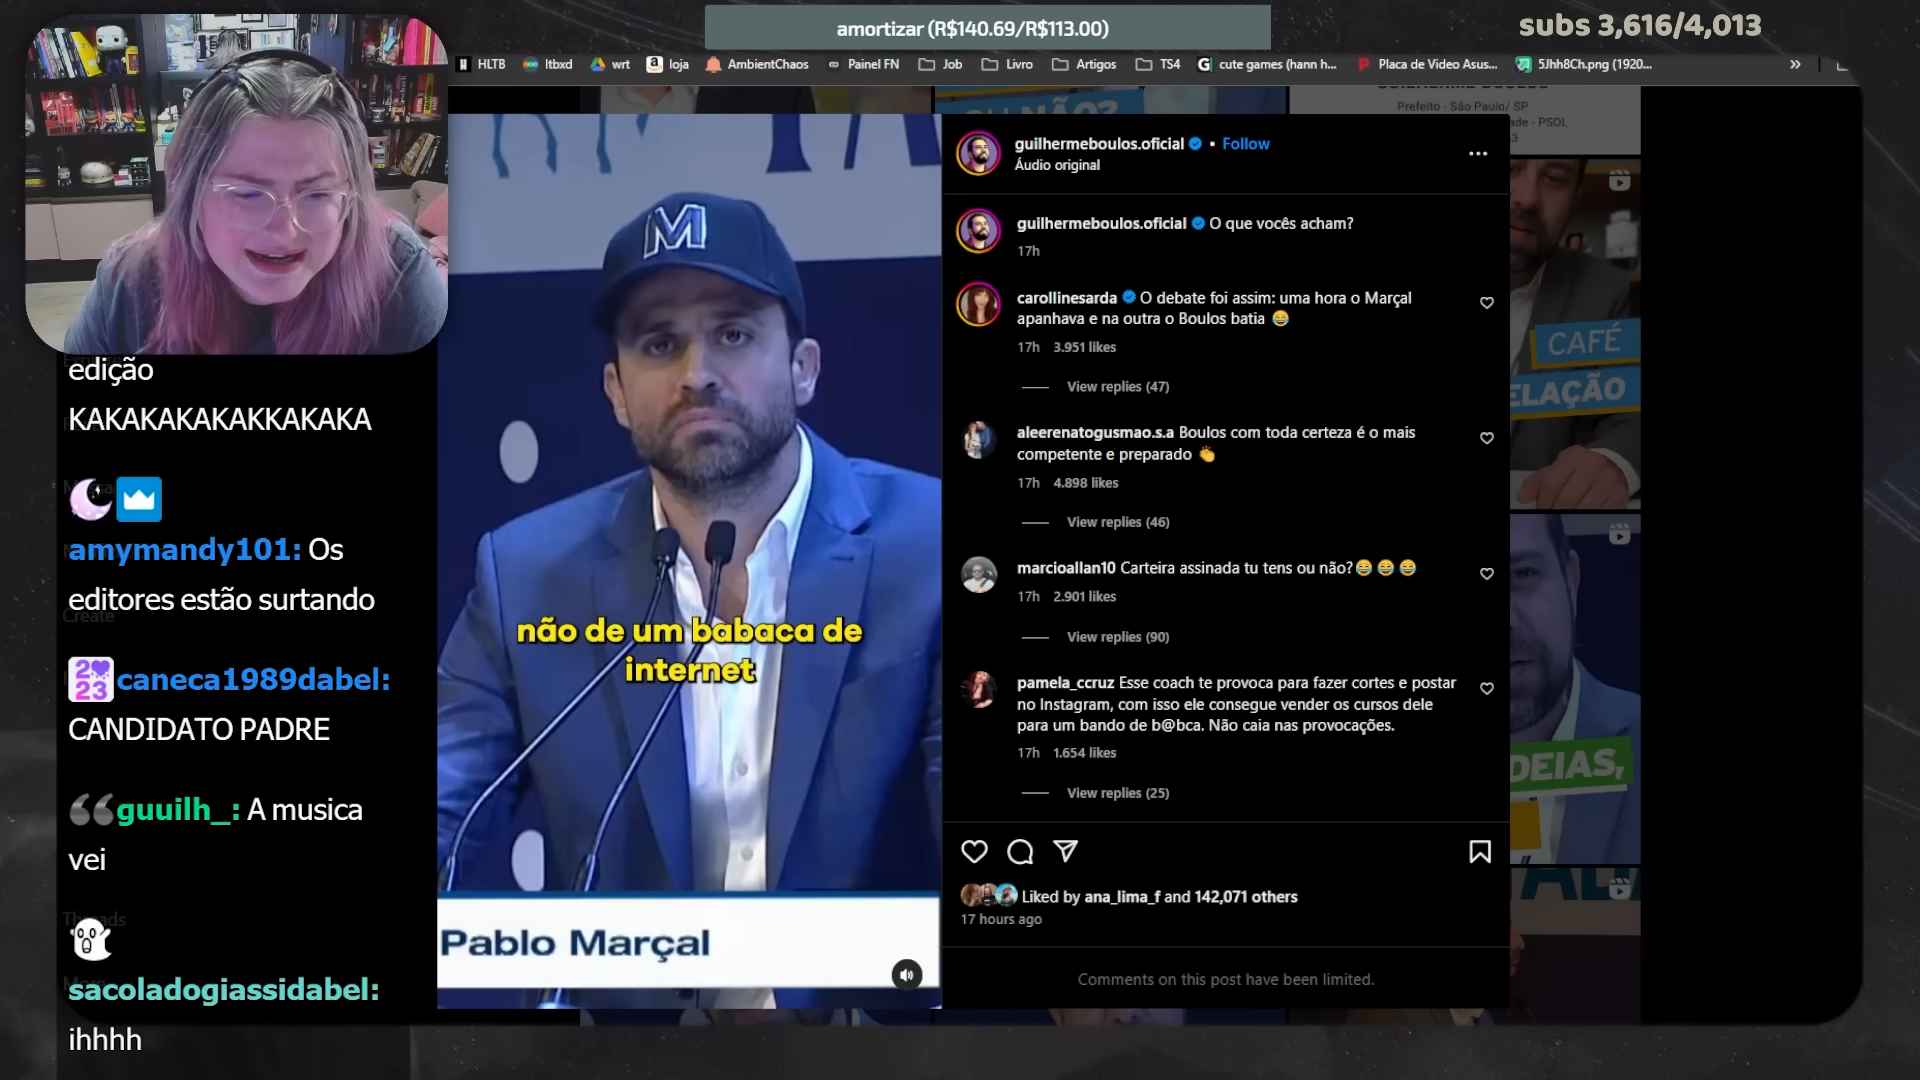 amortizar (R$140.69/R$113.00)
subs 3,616/4,013
HLTB
ltbxd
wrt
loja
AmbientChaos
Painel FN
Job
Livro
Artigos
TS4
cute games (hann h...
Placa de Video Asus...
5Jhh8Ch.png (1920...
»
OU NÃO?
Prefeito - São Paulo/ SP
ade - PSOL
guilhermeboulos.oficial • Follow
Áudio original
guilhermeboulos.oficial O que vocês acham?
17h
carollinesarda O debate foi assim: uma hora o Marçal
apanhava e na outra o Boulos batia 😂
17h 3.951 likes
View replies (47)
aleerenatogusmao.s.a Boulos com toda certeza é o mais
competente e preparado 👏
17h 4.898 likes
View replies (46)
marcioallan10 Carteira assinada tu tens ou não?😂😂😂
17h 2.901 likes
View replies (90)
pamela_ccruz Esse coach te provoca para fazer cortes e postar
no Instagram, com isso ele consegue vender os cursos dele
para um bando de b@bca. Não caia nas provocações.
17h 1.654 likes
View replies (25)
Liked by ana_lima_f and 142,071 others
17 hours ago
Comments on this post have been limited.
M
não de um babaca de
internet
Pablo Marçal
CAFÉ
ELAÇÃO
DEIAS,
edição
KAKAKAKAKAKKAKAKA
amymandy101: Os
editores estão surtando
Create
2023
caneca1989dabel:
CANDIDATO PADRE
guuilh_: A musica
vei
sacoladogiassidabel:
ihhhh